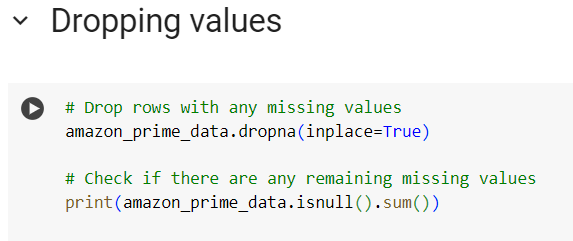 Dropping values
# Drop rows with any missing values
amazon_prime_data.dropna(inplace=True)
# Check if there are any remaining missing values
print(amazon_prime_data.isnull().sum())